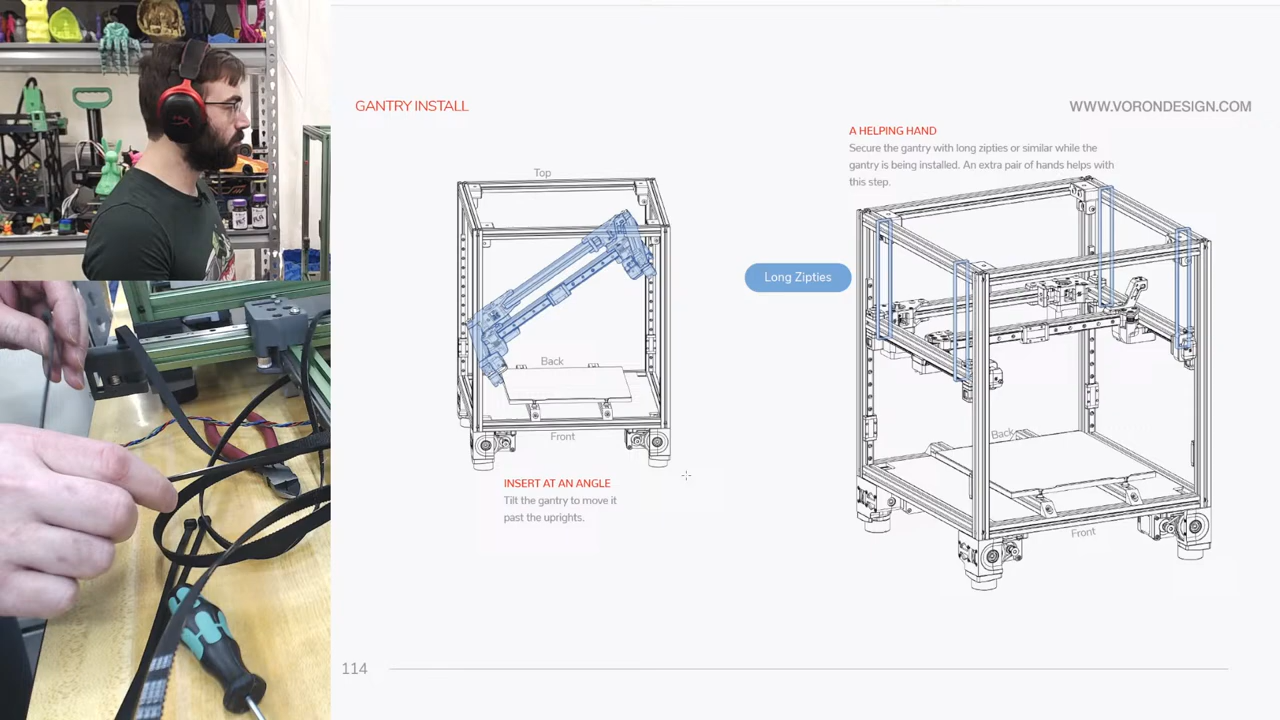 GANTRY INSTALL
WWW.VORONDESIGN.COM
A HELPING HAND
Secure the gantry with long zipties or similar while the
gantry is being installed. An extra pair of hands helps with
this step.
Top
Long Zipties
Back
Front
INSERT AT AN ANGLE
Tilt the gantry to move it
past the uprights.
Back
Front
114